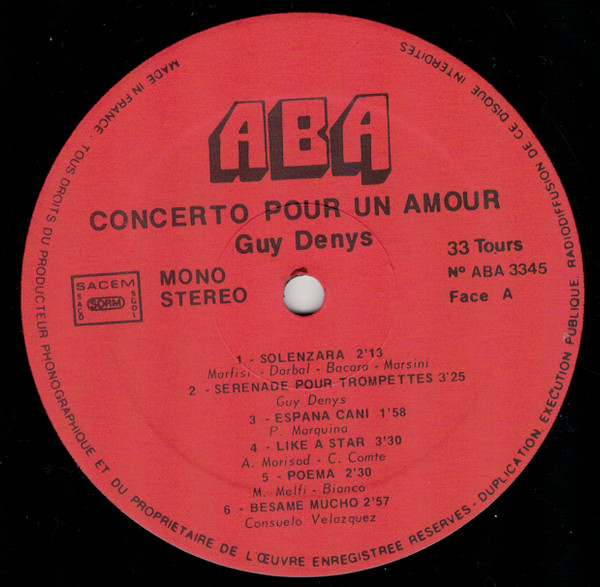 MADE IN FRANCE TOUS DROITS DU PRODUCTEUR PHONOGRAPHIQUE ET DU PROPRIETAIRE DE L'ŒUVRE ENREGISTREE RESERVES - DUPLICATION. EXECUTION PUBLIQUE. RADIODIFFUSION DE CE DISQUE INTERDITES
ABA
CONCERTO POUR UN AMOUR
Guy Denys
33 Tours
Nº ABA 3345
Face A
SACEM
SACD
SDRM
SGDL
MONO
STEREO
1 - SOLENZARA 2'13
Marfisi - Darbal - Bacara - Marsini
2 - SERENADE POUR TROMPETTES 3'25
Guy Denys
3 - ESPANA CANI 1'58
P. Marquina
4 - LIKE A STAR 3'30
A. Morisod - C. Comte
5 - POEMA 2'30
M. Melfi - Bianco
6 - BESAME MUCHO 2'57
Consuelo Velazquez